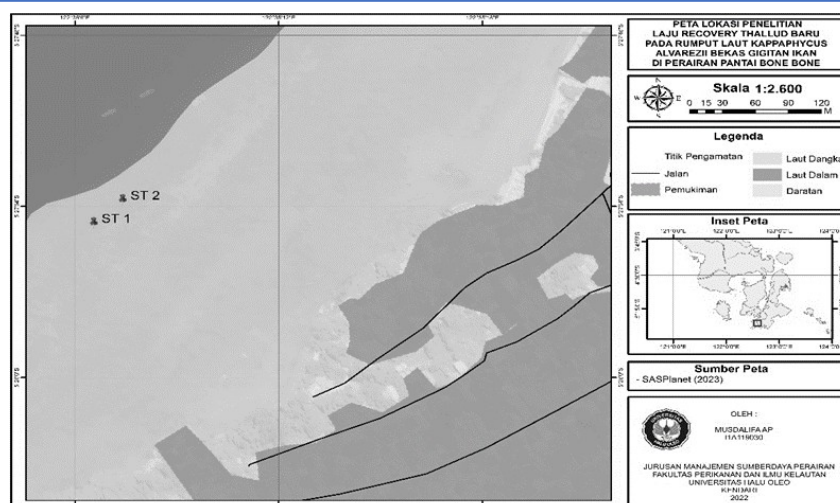 PETA LOKASI PENELITIAN
LAJU RECOVERY THALLUD BARU
PADA RUMPUT LAUT KAPPAPHYCUS
ALVAREZII BEKAS GIGITAN IKAN
DI PERAIRAN PANTAI BONE BONE
Skala 1:2.600
0 15 30 60 90 120
M
W E
Legenda
Titik Pengamatan
Jalan
Pemukiman
Laut Dangka
Laut Dalam
Daratan
ST 2
ST 1
Inset Peta
Sumber Peta
- SASPlanet (2023)
OLEH :
MUSDALIFA AP
I1A119030
JURUSAN MANAJEMEN SUMBERDAYA PERAIRAN
FAKULTAS PERIKANAN DAN ILMU KELAUTAN
UNIVERSITAS HALU OLEO
KENDARI
2022